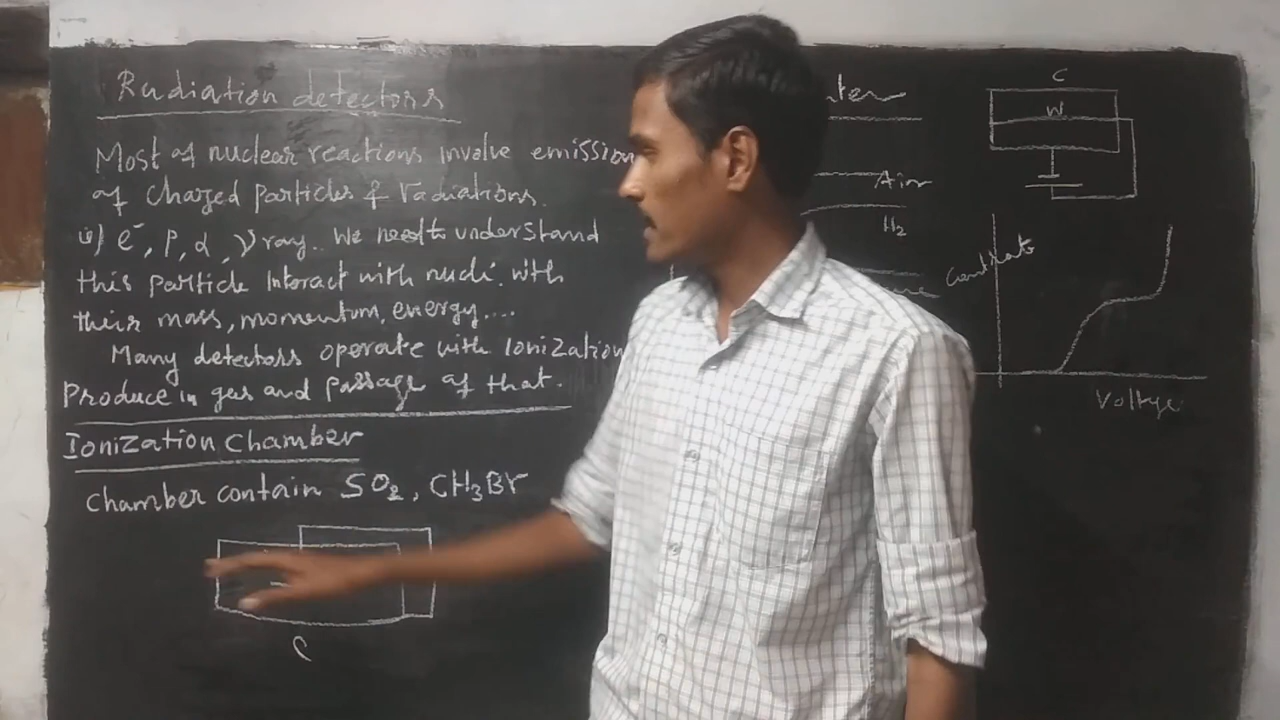 Radiation detectors
Most of nuclear reactions involve emission
of Charged Particles & radiations.
ie) e⁻, p, α, γ ray. We need to understand
this particle Interact with nuclei. with
their mass, momentum, energy....
Many detectors operate with Ionization
Produce in gas and Passage of that.
Ionization Chamber
Chamber contain SO₂, CH₃Br
C
nter
Air
H₂
C
W
Voltage